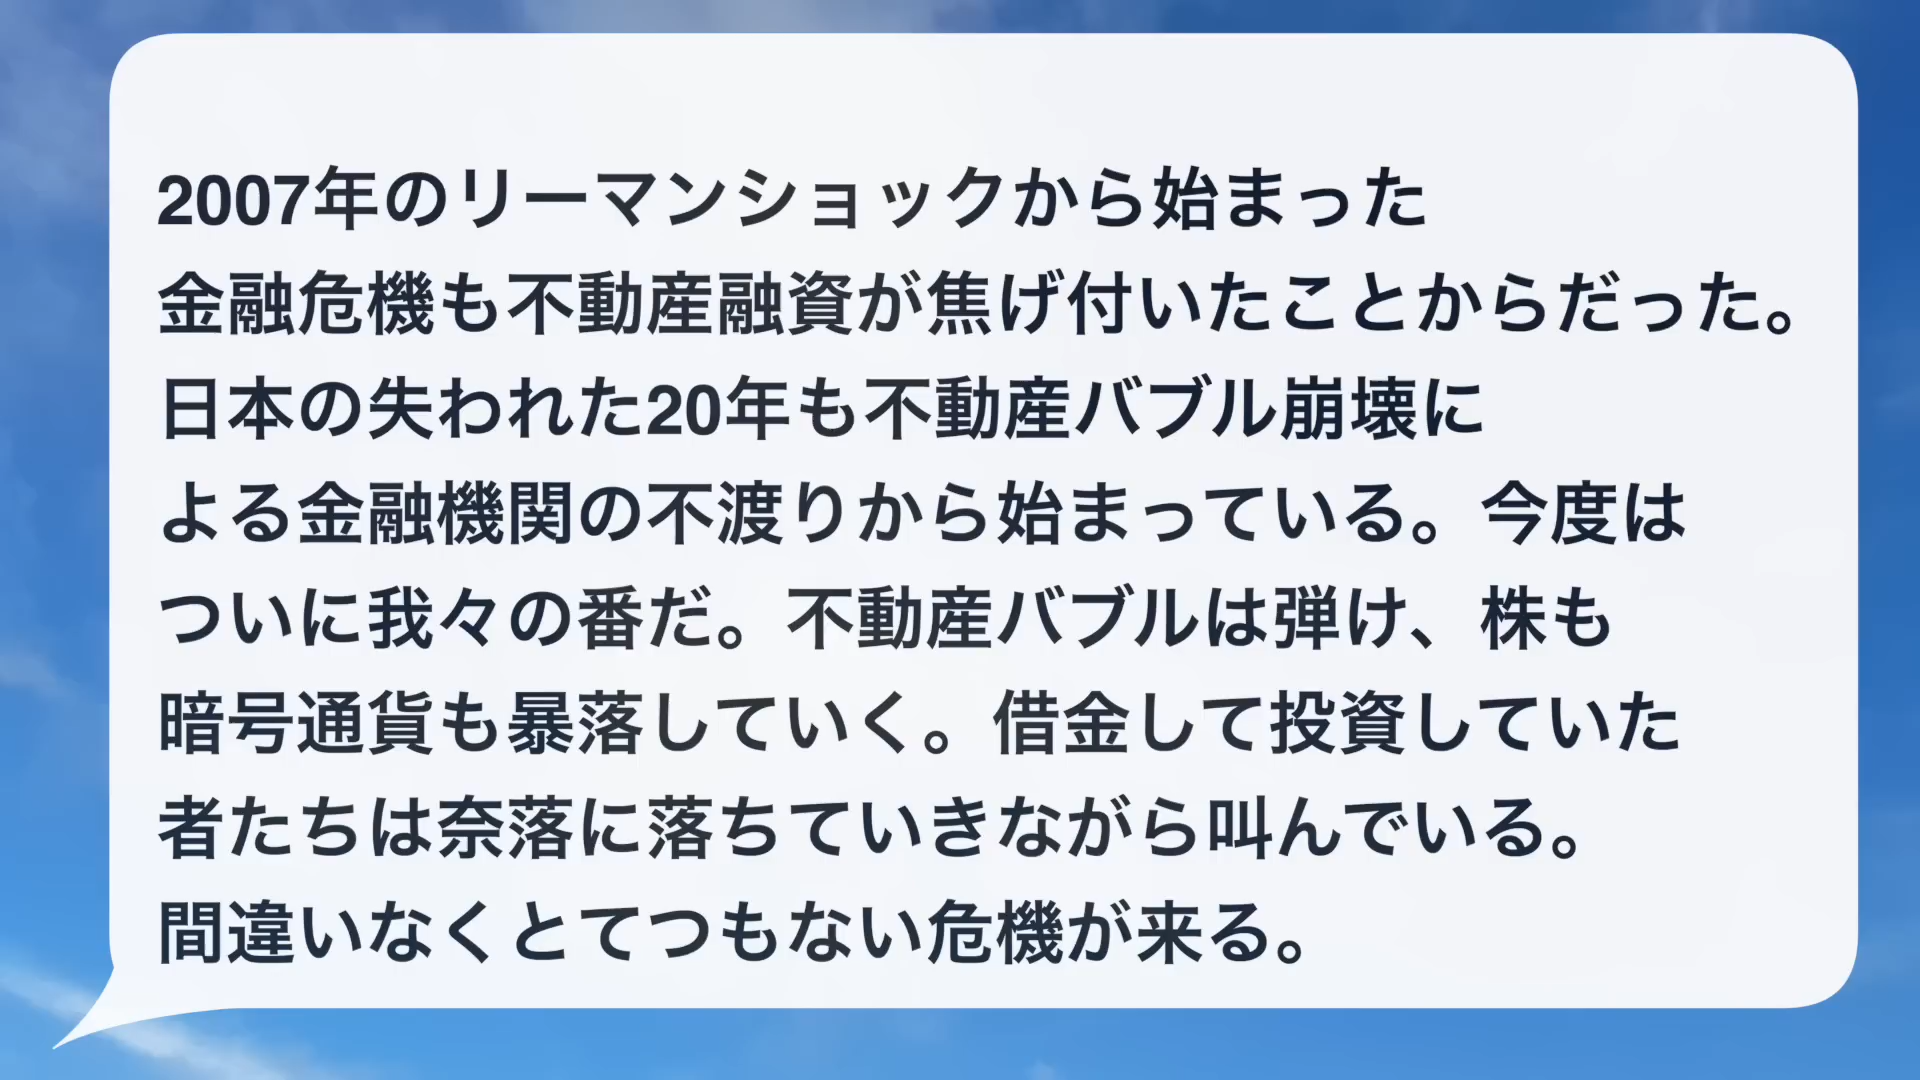 2007年のリーマンショックから始まった
金融危機も不動産融資が焦げ付いたことからだった。
日本の失われた20年も不動産バブル崩壊に
よる金融機関の不渡りから始まっている。今度は
ついに我々の番だ。不動産バブルは弾け、株も
暗号通貨も暴落していく。借金して投資していた
者たちは奈落に落ちていきながら叫んでいる。
間違いなくとてつもない危機が来る。